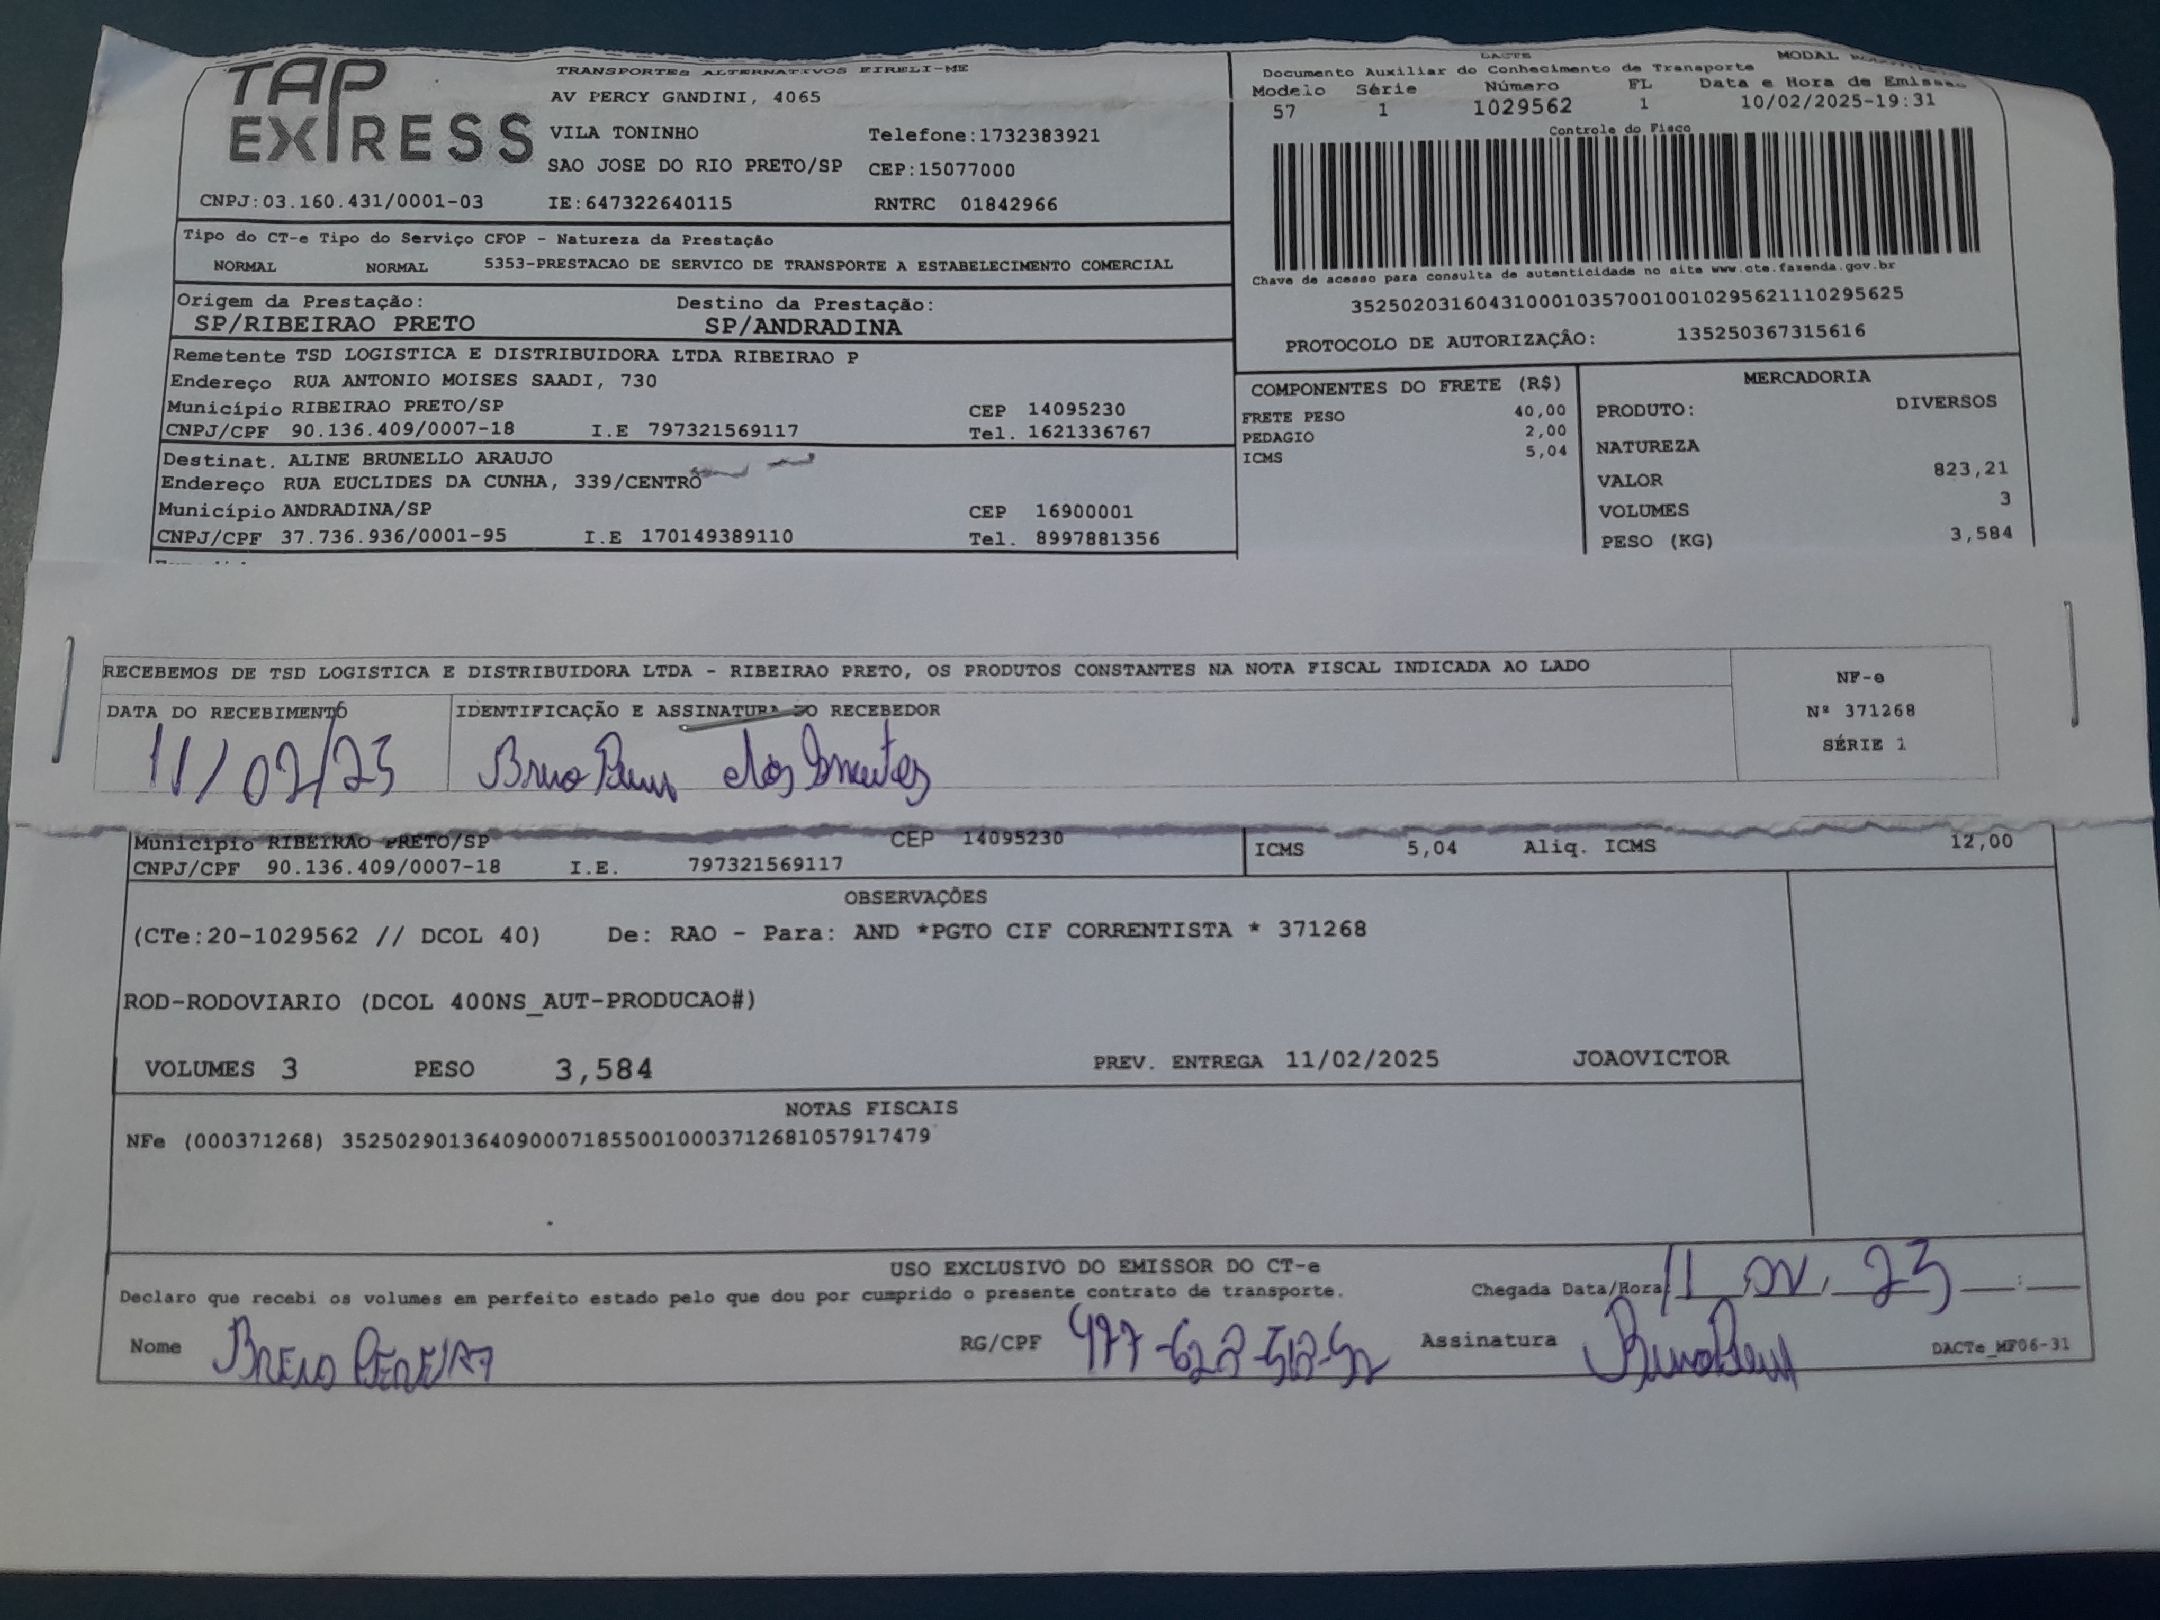 TAP EXPRESS
TRANSPORTES ALTERNATIVOS EIRELI-ME
AV PERCY GANDINI, 4065
VILA TONINHO Telefone:1732383921
SAO JOSE DO RIO PRETO/SP CEP:15077000
CNPJ:03.160.431/0001-03 IE:647322640115 RNTRC 01842966
DACTE MODAL
Documento Auxiliar do Conhecimento de Transporte
Modelo Série Número FL Data e Hora de Emissao
57 1 1029562 1 10/02/2025-19:31
Controle do Fisco
Chave de acesso para consulta de autenticidade no site www.cte.fazenda.gov.br
35250203160431000103570010010295621110295625
PROTOCOLO DE AUTORIZAÇÃO: 135250367315616
Tipo do CT-e Tipo do Serviço CFOP - Natureza da Prestação
NORMAL NORMAL 5353-PRESTACAO DE SERVICO DE TRANSPORTE A ESTABELECIMENTO COMERCIAL
Origem da Prestação: Destino da Prestação:
SP/RIBEIRAO PRETO SP/ANDRADINA
Remetente TSD LOGISTICA E DISTRIBUIDORA LTDA RIBEIRAO P
Endereço RUA ANTONIO MOISES SAADI, 730
Município RIBEIRAO PRETO/SP CEP 14095230
CNPJ/CPF 90.136.409/0007-18 I.E 797321569117 Tel. 1621336767
Destinat. ALINE BRUNELLO ARAUJO
Endereço RUA EUCLIDES DA CUNHA, 339/CENTRO
Município ANDRADINA/SP CEP 16900001
CNPJ/CPF 37.736.936/0001-95 I.E 170149389110 Tel. 8997881356
COMPONENTES DO FRETE (R$)
FRETE PESO 40,00
PEDAGIO 2,00
ICMS 5,04
MERCADORIA
PRODUTO: DIVERSOS
NATUREZA
VALOR 823,21
VOLUMES 3
PESO (KG) 3,584
RECEBEMOS DE TSD LOGISTICA E DISTRIBUIDORA LTDA - RIBEIRAO PRETO, OS PRODUTOS CONSTANTES NA NOTA FISCAL INDICADA AO LADO
DATA DO RECEBIMENTO IDENTIFICAÇÃO E ASSINATURA DO RECEBEDOR
11/02/25 dos
NF-e
Nº 371268
SÉRIE 1
Município RIBEIRAO PRETO/SP CEP 14095230
CNPJ/CPF 90.136.409/0007-18 I.E. 797321569117
ICMS 5,04 Aliq. ICMS 12,00
OBSERVAÇÕES
(CTe:20-1029562 // DCOL 40) De: RAO - Para: AND *PGTO CIF CORRENTISTA * 371268
ROD-RODOVIARIO (DCOL 400NS_AUT-PRODUCAO#)
VOLUMES 3 PESO 3,584 PREV. ENTREGA 11/02/2025 JOAOVICTOR
NOTAS FISCAIS
NFe (000371268) 35250290136409000718550010003712681057917479
USO EXCLUSIVO DO EMISSOR DO CT-e
Declaro que recebi os volumes em perfeito estado pelo que dou por cumprido o presente contrato de transporte. Chegada Data/Hora 11
Nome PEREIRA RG/CPF Assinatura DACTe_MF06-31